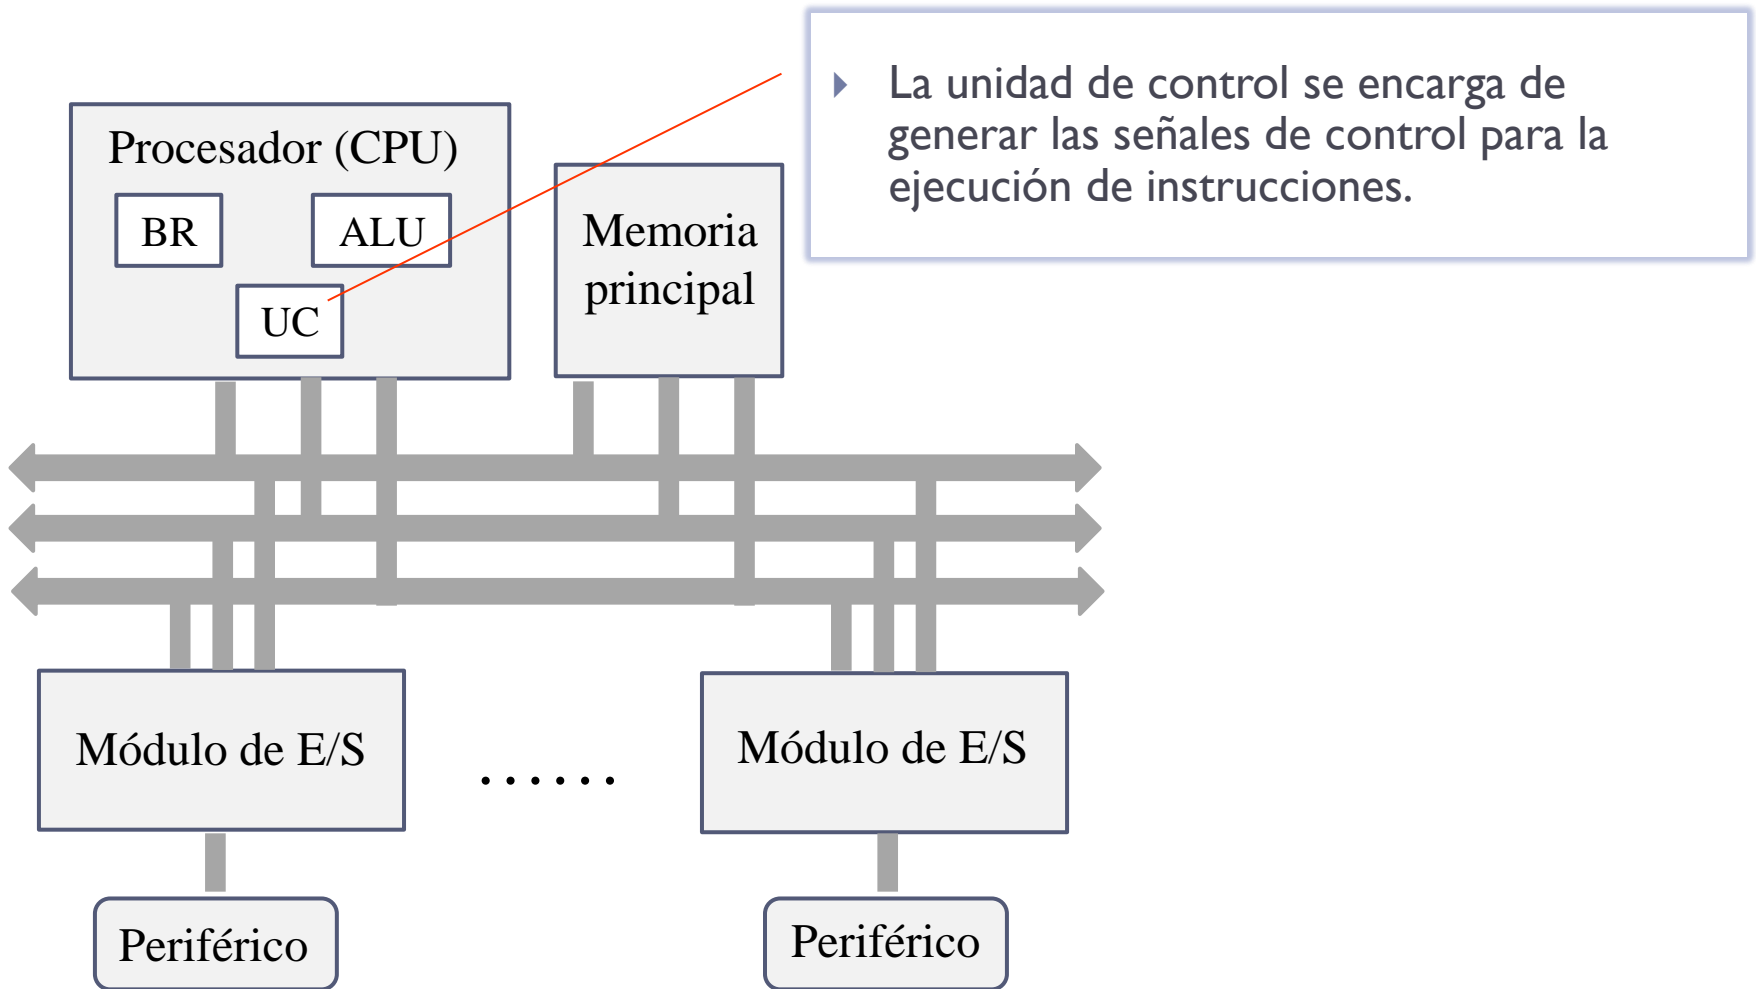 La unidad de control se encarga de
generar las señales de control para la
ejecución de instrucciones.
Procesador (CPU)
BR
ALU
UC
Memoria
principal
Módulo de E/S
......
Módulo de E/S
Periférico
Periférico